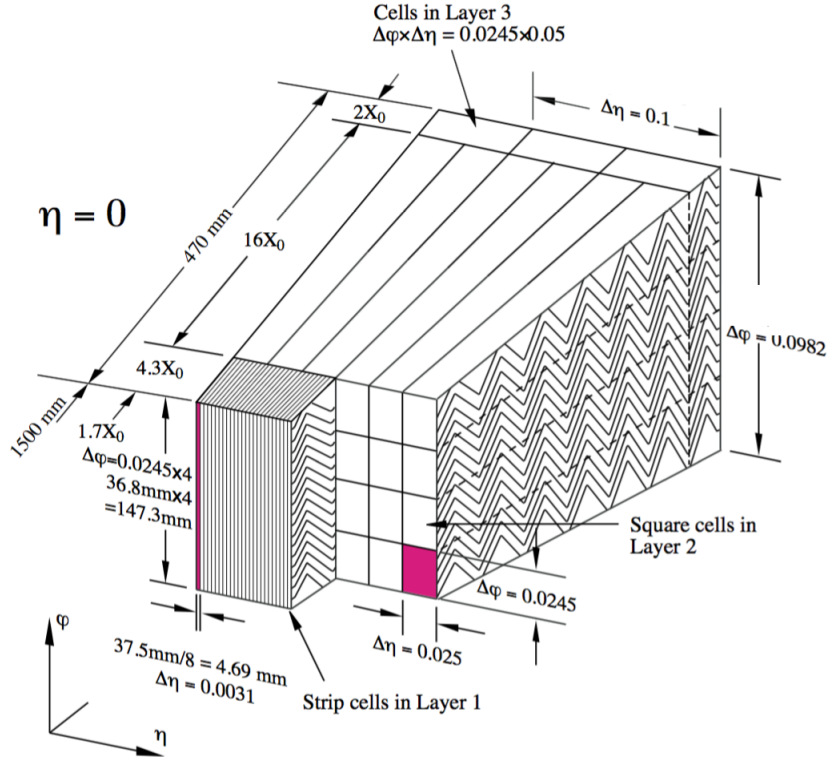 Cells in Layer 3
Δφ×Δη = 0.0245×0.05
Δη = 0.1
2X₀
η = 0
470 mm
16X₀
Δφ = 0.0982
4.3X₀
1500 mm
1.7X₀
Δφ=0.0245x4
36.8mmx4
=147.3mm
Square cells in
Layer 2
Δφ = 0.0245
Δη = 0.025
φ
37.5mm/8 = 4.69 mm
Δη = 0.0031
Strip cells in Layer 1
η